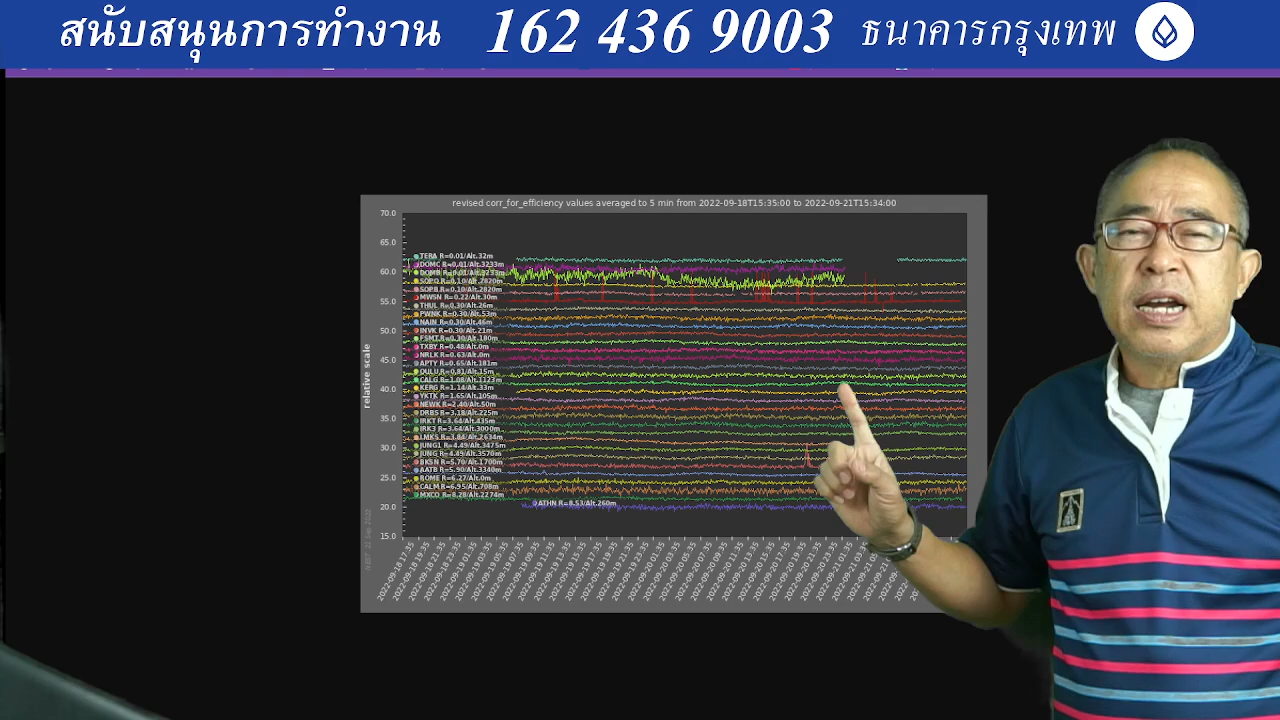 สนับสนุนการทำงาน 162 436 9003 ธนาคารกรุงเทพ
revised corr_for_efficiency values averaged to 5 min from 2022-09-18T15:35:00 to 2022-09-21T15:34:00
70.0
65.0
60.0
55.0
50.0
45.0
40.0
35.0
30.0
25.0
20.0
15.0
relative scale
TERA R=0.01/Alt.32m
DOMC R=0.01/Alt.3233m
DOMB R=0.01/Alt.3233m
SOPO R=0.10/Alt.2820m
SOPB R=0.10/Alt.2820m
MWSN R=0.22/Alt.30m
THUL R=0.30/Alt.26m
PWNK R=0.30/Alt.53m
NAIN R=0.30/Alt.46m
INVK R=0.30/Alt.21m
FSMT R=0.30/Alt.180m
TXBY R=0.48/Alt.0m
NRLK R=0.63/Alt.0m
APTY R=0.65/Alt.181m
OULU R=0.81/Alt.15m
CALG R=1.08/Alt.1123m
KERG R=1.14/Alt.33m
YKTK R=1.65/Alt.105m
NEWK R=2.40/Alt.50m
DRBS R=3.18/Alt.225m
IRKT R=3.64/Alt.435m
IRK3 R=3.64/Alt.3000m
LMKS R=3.84/Alt.2634m
JUNG1 R=4.49/Alt.3475m
JUNG R=4.49/Alt.3570m
BKSN R=5.70/Alt.1700m
AATB R=5.90/Alt.3340m
ROME R=6.27/Alt.0m
CALM R=6.95/Alt.708m
MXCO R=8.28/Alt.2274m
ATHN R=8.53/Alt.260m